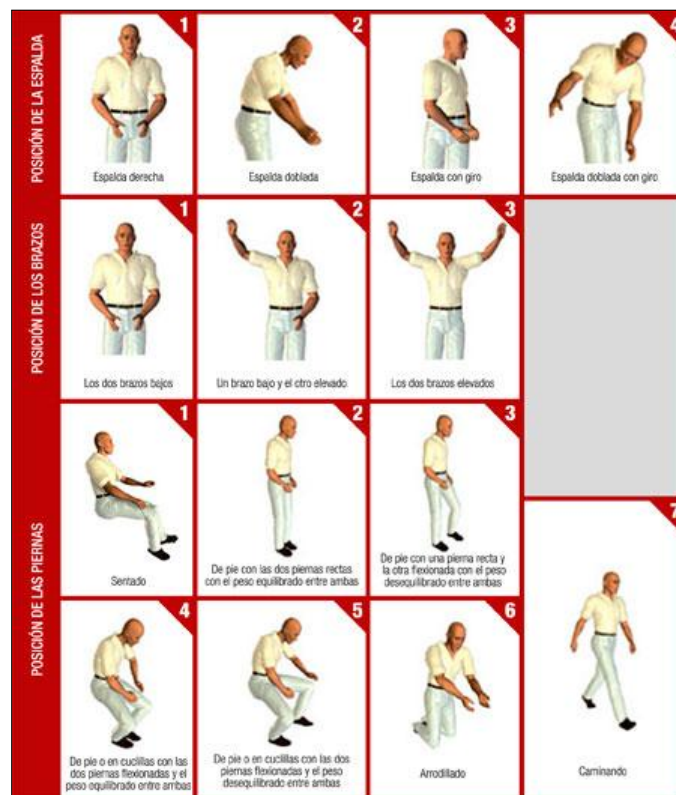 POSICIÓN DE LA ESPALDA
1
Espalda derecha
2
Espalda doblada
3
Espalda con giro
4
Espalda doblada con giro
POSICIÓN DE LOS BRAZOS
1
Los dos brazos bajos
2
Un brazo bajo y el otro elevado
3
Los dos brazos elevados
POSICIÓN DE LAS PIERNAS
1
Sentado
2
De pie con las dos piernas rectas
con el peso equilibrado entre ambas
3
De pie con una pierna recta y
la otra flexionada con el peso
desequilibrado entre ambas
4
De pie o en cuclillas con las
dos piernas flexionadas y el
peso equilibrado entre ambas
5
De pie o en cuclillas con las dos
piernas flexionadas y el peso
desequilibrado entre ambas
6
Arrodillado
7
Caminando